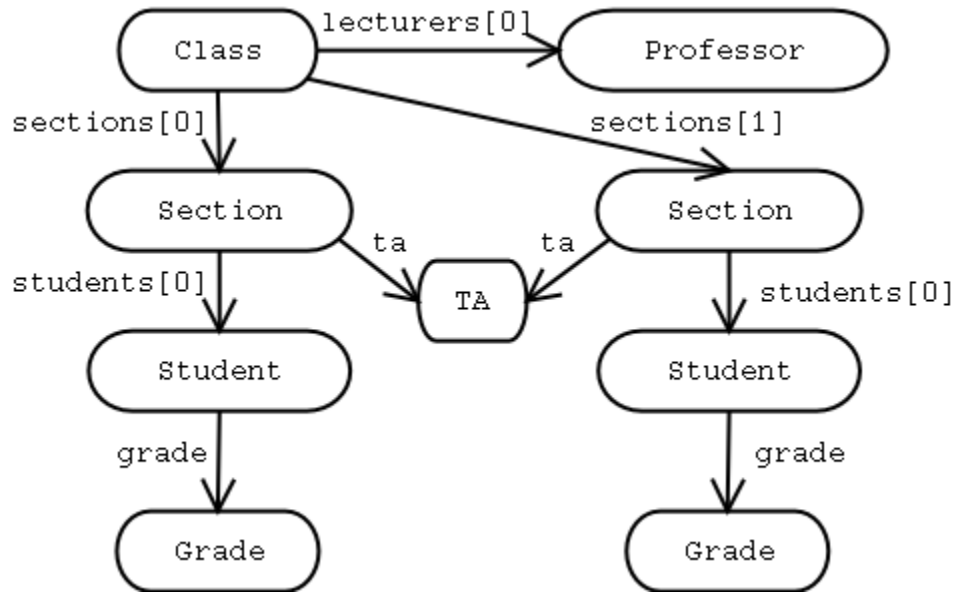 lecturers[0]
Class
Professor
sections[0]
sections[1]
Section
Section
ta
ta
students[0]
students[0]
TA
Student
Student
grade
grade
Grade
Grade